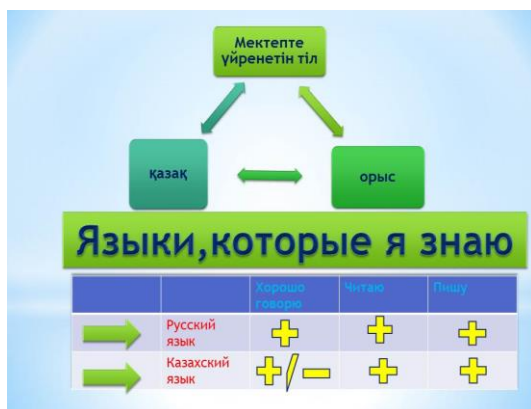 Мектепте
үйренетін тіл
қазақ
орыс
Языки,которые я знаю
Хорошо
говорю
Читаю
Пишу
Русский
язык
+
+
+
Казахский
язык
+/−
+
+